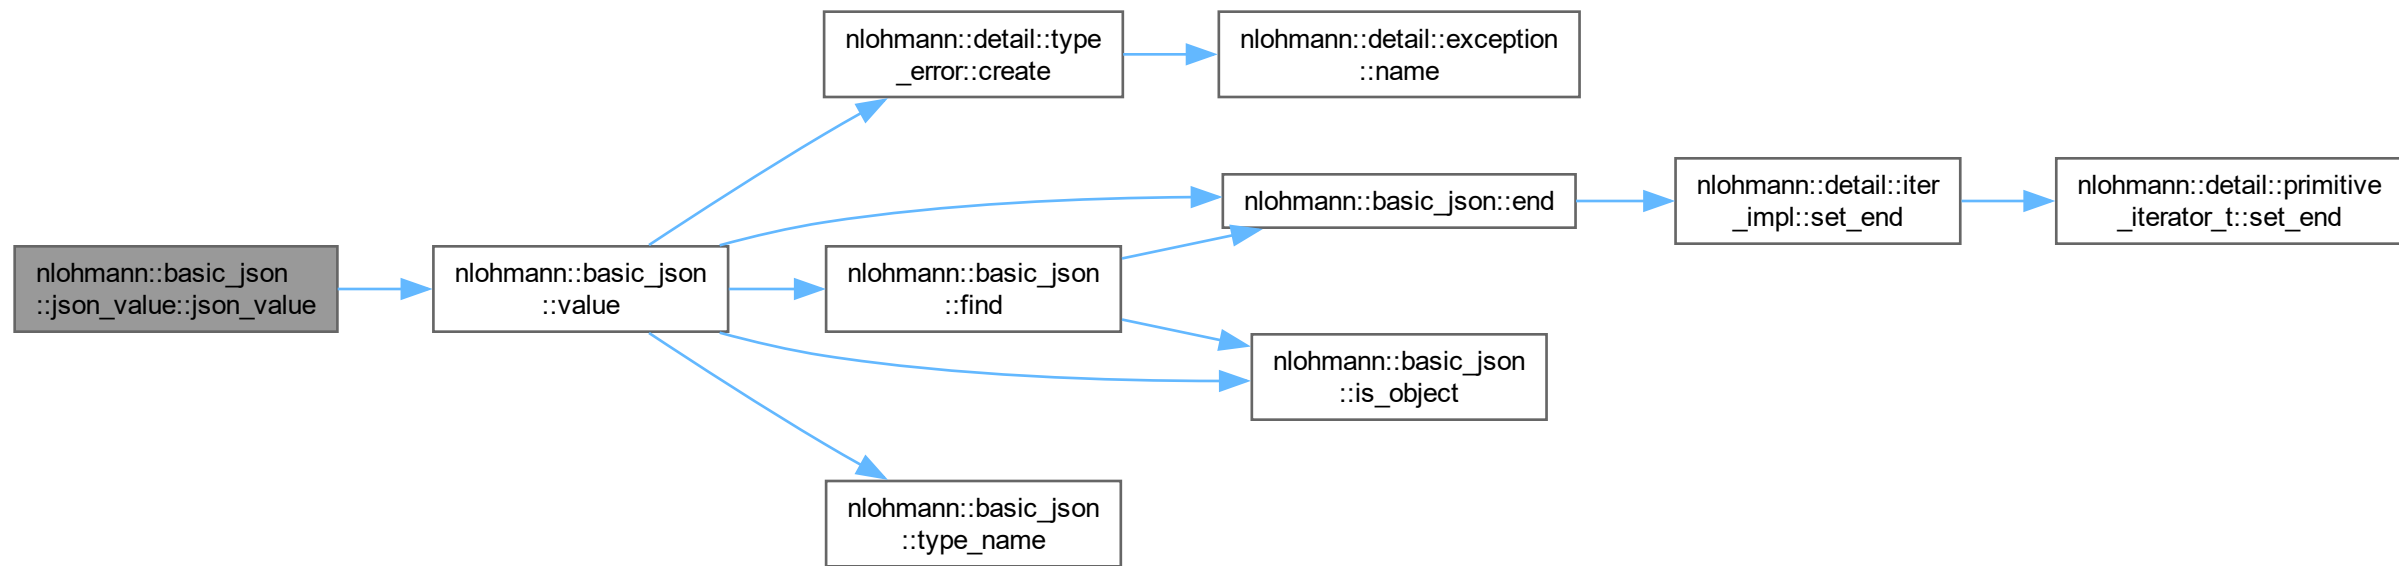 nlohmann::detail::type
_error::create
nlohmann::detail::exception
::name
nlohmann::basic_json::end
nlohmann::detail::iter
_impl::set_end
nlohmann::detail::primitive
_iterator_t::set_end
nlohmann::basic_json
::json_value::json_value
nlohmann::basic_json
::value
nlohmann::basic_json
::find
nlohmann::basic_json
::is_object
nlohmann::basic_json
::type_name